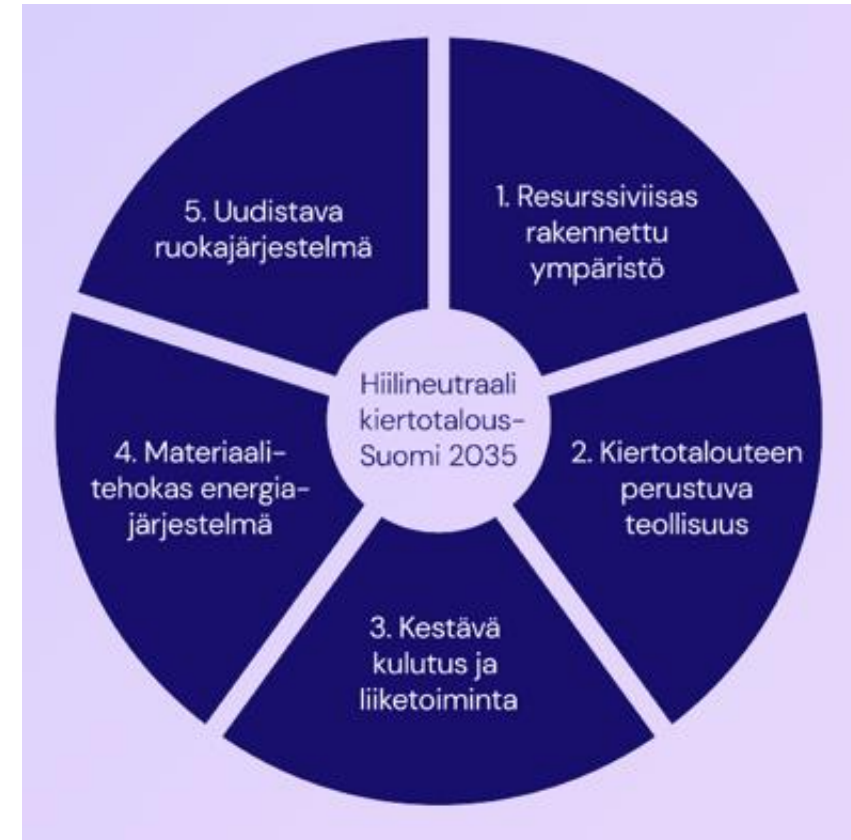 1. Resurssiviisas
rakennettu
ympäristö
2. Kiertotalouteen
perustuva
teollisuus
3. Kestävä
kulutus ja
liiketoiminta
4. Materiaali-
tehokas energia-
järjestelmä
5. Uudistava
ruokajärjestelmä
Hiilineutraali
kiertotalous-
Suomi 2035